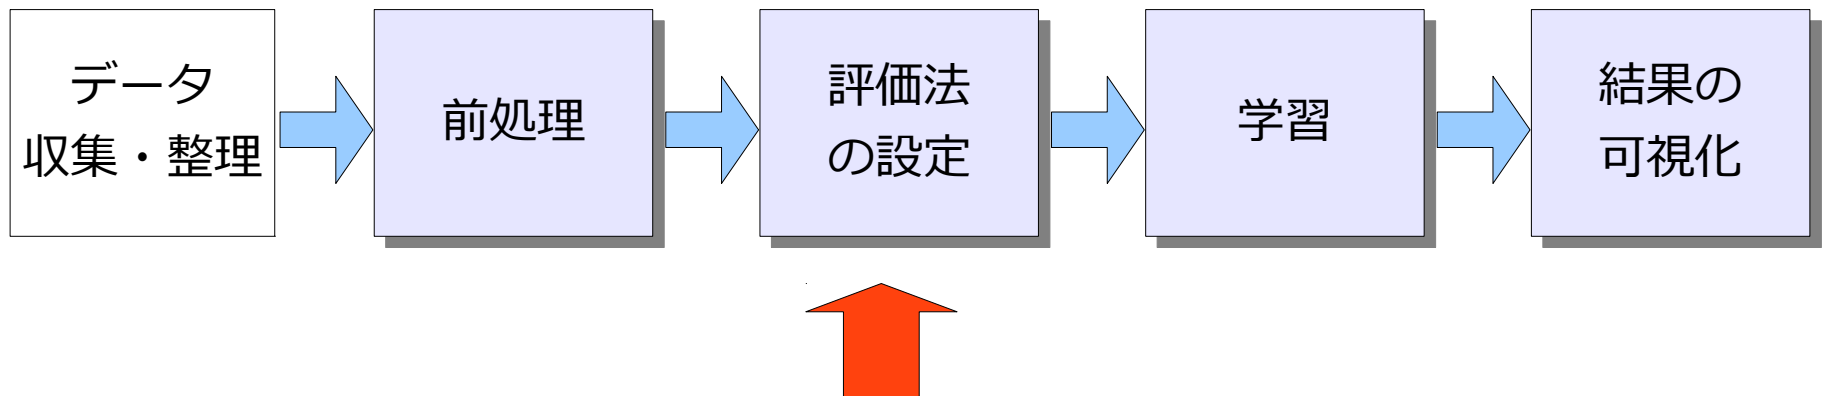 データ
収集・整理
前処理
評価法
の設定
学習
結果の
可視化